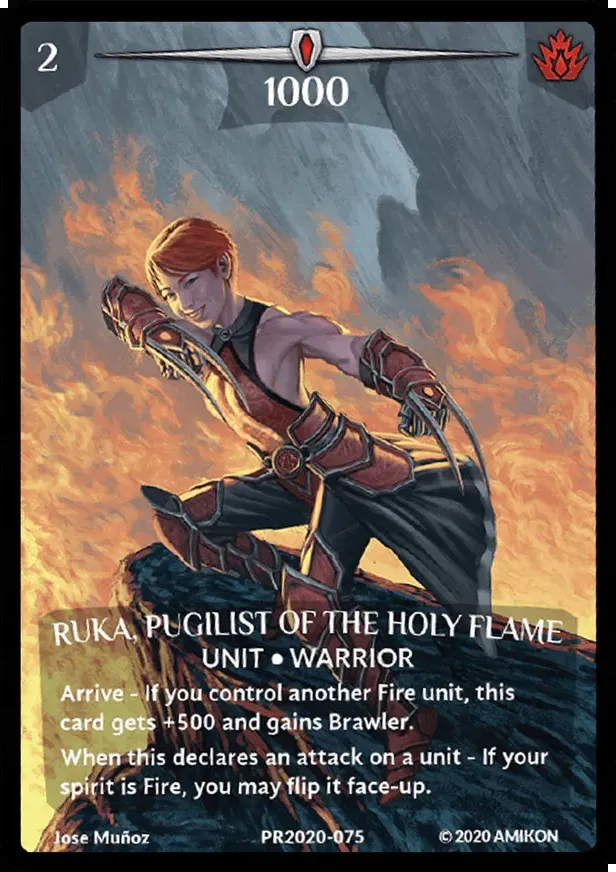 2
1000
RUKA, PUGILIST OF THE HOLY FLAME
UNIT • WARRIOR
Arrive - If you control another Fire unit, this
card gets +500 and gains Brawler.
When this declares an attack on a unit - If your
spirit is Fire, you may flip it face-up.
Jose Muñoz PR2020-075 © 2020 AMIKON